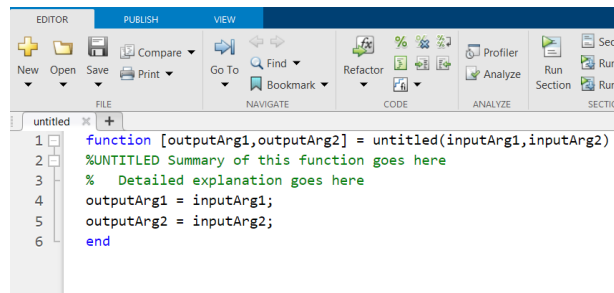 EDITOR PUBLISH VIEW
New
Open
Save
Compare
Print
FILE
Go To
Find
Bookmark
NAVIGATE
Refactor
CODE
Profiler
Analyze
ANALYZE
Run
Section
Run
Run
untitled
1 function [outputArg1,outputArg2] = untitled(inputArg1,inputArg2)
2 %UNTITLED Summary of this function goes here
3 %   Detailed explanation goes here
4 outputArg1 = inputArg1;
5 outputArg2 = inputArg2;
6 end